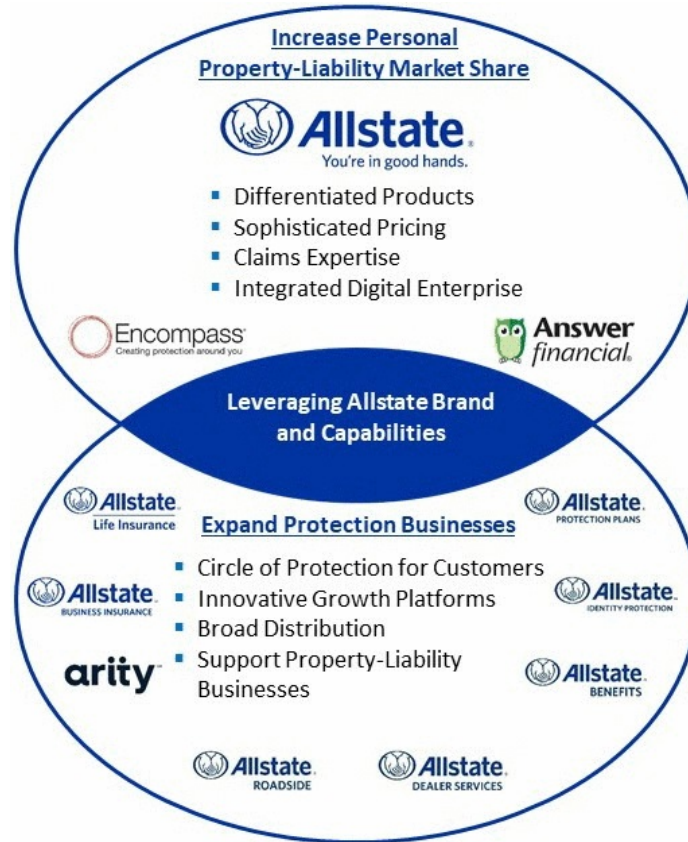 Increase Personal
Property-Liability Market Share
Allstate®
You're in good hands.
▪ Differentiated Products
▪ Sophisticated Pricing
▪ Claims Expertise
▪ Integrated Digital Enterprise
Encompass®
Creating protection around you
Answer
financial®
Leveraging Allstate Brand
and Capabilities
Allstate
Life Insurance
Allstate
PROTECTION PLANS
Expand Protection Businesses
▪ Circle of Protection for Customers
▪ Innovative Growth Platforms
▪ Broad Distribution
▪ Support Property-Liability
Businesses
Allstate
BUSINESS INSURANCE
Allstate
IDENTITY PROTECTION
arity
Allstate
BENEFITS
Allstate
ROADSIDE
Allstate
DEALER SERVICES